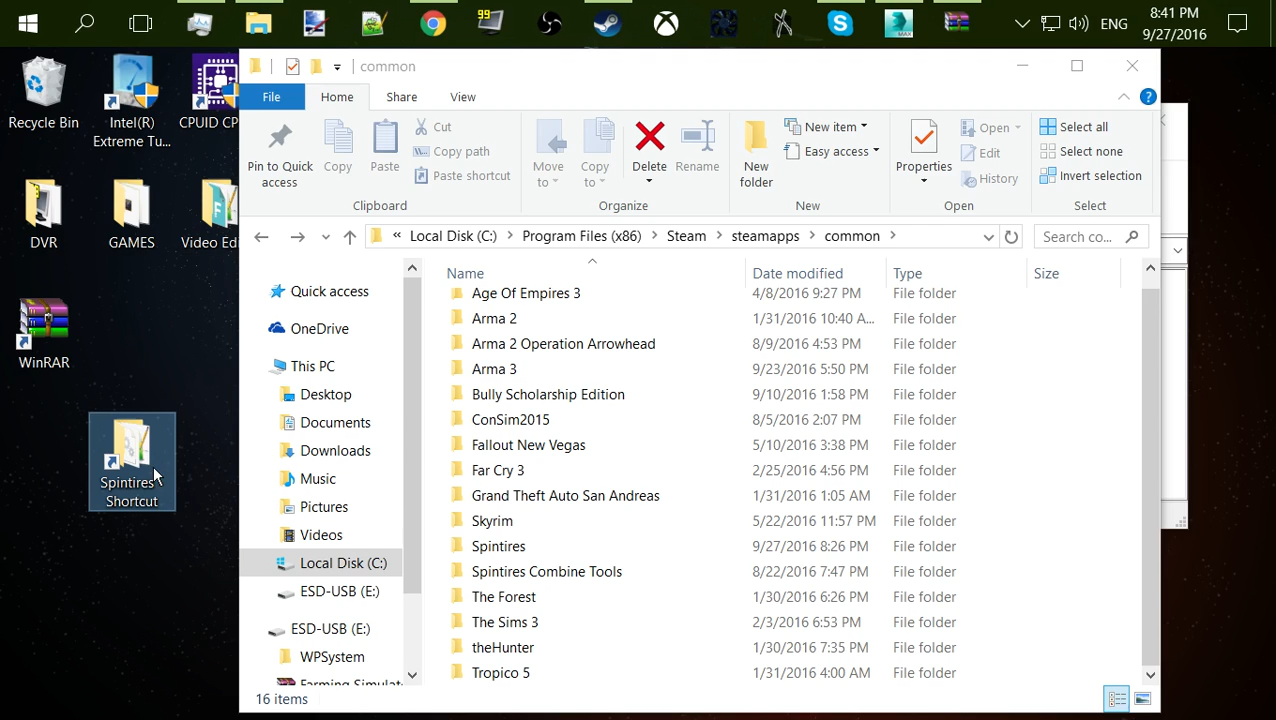 99
ENG
8:41 PM
9/27/2016
MAX
Recycle Bin
Intel(R)
Extreme Tu...
CPUID CP
DVR
GAMES
Video Edi
WinRAR
Spintires -
Shortcut
common
File
Home
Share
View
Pin to Quick
access
Copy
Paste
Cut
Copy path
Paste shortcut
Clipboard
Move
to
Copy
to
Delete
Rename
Organize
New
folder
New item
Easy access
New
Properties
Open
Edit
History
Open
Select all
Select none
Invert selection
Select
« Local Disk (C:) > Program Files (x86) > Steam > steamapps > common >
Search co...
Name
Date modified
Type
Size
Quick access
OneDrive
This PC
Desktop
Documents
Downloads
Music
Pictures
Videos
Local Disk (C:)
ESD-USB (E:)
ESD-USB (E:)
WPSystem
Age Of Empires 3 4/8/2016 9:27 PM File folder
Arma 2 1/31/2016 10:40 A... File folder
Arma 2 Operation Arrowhead 8/9/2016 4:53 PM File folder
Arma 3 9/23/2016 5:50 PM File folder
Bully Scholarship Edition 9/10/2016 1:58 PM File folder
ConSim2015 8/5/2016 2:07 PM File folder
Fallout New Vegas 5/10/2016 3:38 PM File folder
Far Cry 3 2/25/2016 4:56 PM File folder
Grand Theft Auto San Andreas 1/31/2016 1:05 AM File folder
Skyrim 5/22/2016 11:57 PM File folder
Spintires 9/27/2016 8:26 PM File folder
Spintires Combine Tools 8/22/2016 7:47 PM File folder
The Forest 1/30/2016 6:26 PM File folder
The Sims 3 2/3/2016 6:53 PM File folder
theHunter 1/30/2016 7:35 PM File folder
Tropico 5 1/31/2016 4:00 AM File folder
16 items